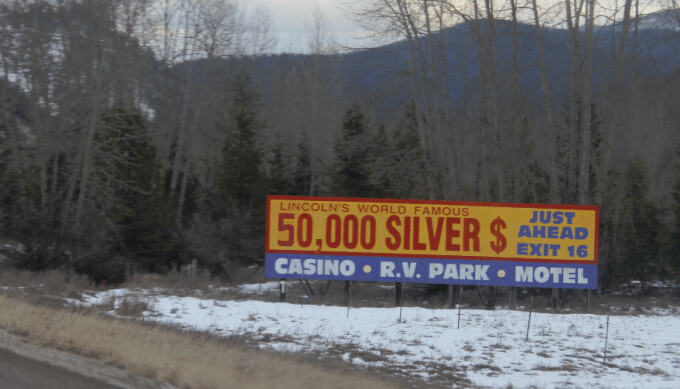 LINCOLN'S WORLD FAMOUS
50,000 SILVER $
JUST
AHEAD
EXIT 16
CASINO • R.V. PARK • MOTEL